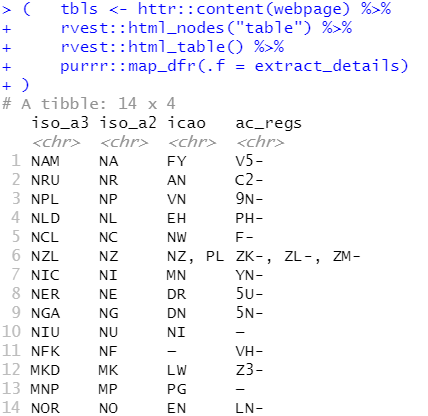 > (   tbls <- httr::content(webpage) %>%
+     rvest::html_nodes("table") %>%
+     rvest::html_table() %>%
+     purrr::map_dfr(.f = extract_details)
+ )
# A tibble: 14 x 4
   iso_a3 iso_a2 icao   ac_regs
   <chr>  <chr>  <chr>  <chr>
 1 NAM    NA     FY     V5-
 2 NRU    NR     AN     C2-
 3 NPL    NP     VN     9N-
 4 NLD    NL     EH     PH-
 5 NCL    NC     NW     F-
 6 NZL    NZ     NZ, PL ZK-, ZL-, ZM-
 7 NIC    NI     MN     YN-
 8 NER    NE     DR     5U-
 9 NGA    NG     DN     5N-
10 NIU    NU     NI     —
11 NFK    NF     —      VH-
12 MKD    MK     LW     Z3-
13 MNP    MP     PG     —
14 NOR    NO     EN     LN-